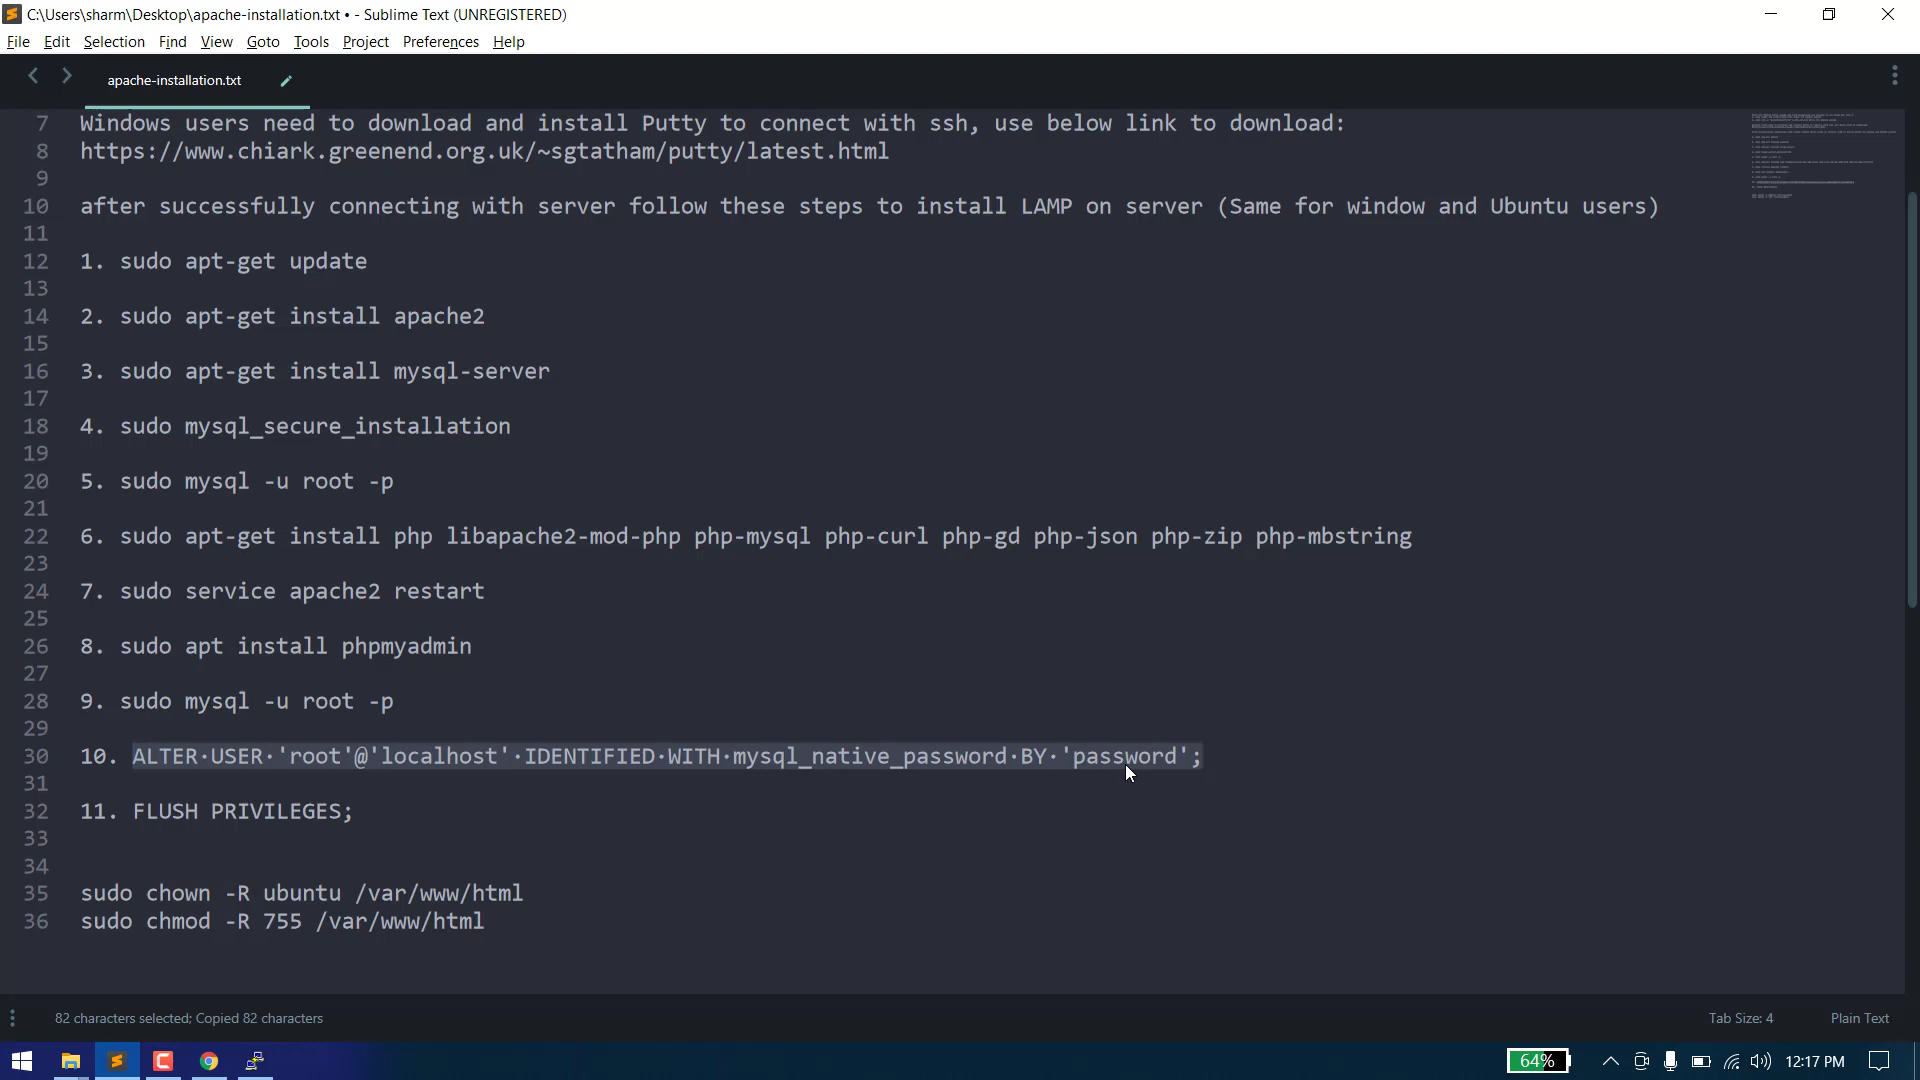 C:\Users\sharm\Desktop\apache-installation.txt • - Sublime Text (UNREGISTERED)
File Edit Selection Find View Goto Tools Project Preferences Help
apache-installation.txt
7 Windows users need to download and install Putty to connect with ssh, use below link to download:
8 https://www.chiark.greenend.org.uk/~sgtatham/putty/latest.html
9
10 after successfully connecting with server follow these steps to install LAMP on server (Same for window and Ubuntu users)
11
12 1. sudo apt-get update
13
14 2. sudo apt-get install apache2
15
16 3. sudo apt-get install mysql-server
17
18 4. sudo mysql_secure_installation
19
20 5. sudo mysql -u root -p
21
22 6. sudo apt-get install php libapache2-mod-php php-mysql php-curl php-gd php-json php-zip php-mbstring
23
24 7. sudo service apache2 restart
25
26 8. sudo apt install phpmyadmin
27
28 9. sudo mysql -u root -p
29
30 10. ALTER·USER·'root'@'localhost'·IDENTIFIED·WITH·mysql_native_password·BY·'password';
31
32 11. FLUSH PRIVILEGES;
33
34
35 sudo chown -R ubuntu /var/www/html
36 sudo chmod -R 755 /var/www/html
82 characters selected; Copied 82 characters Tab Size: 4 Plain Text
64% 12:17 PM